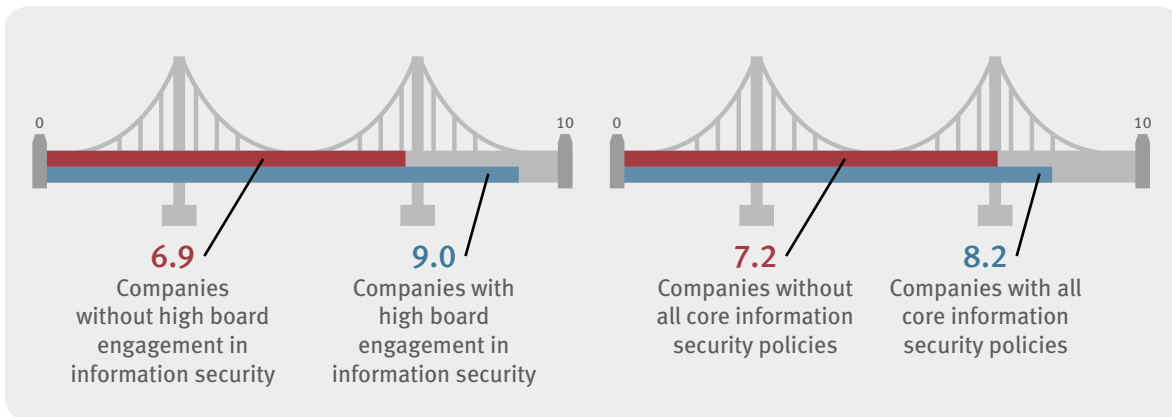 0
10
0
10
6.9
Companies
without high board
engagement in
information security
9.0
Companies with
high board
engagement in
information security
7.2
Companies without
all core information
security policies
8.2
Companies with all
core information
security policies